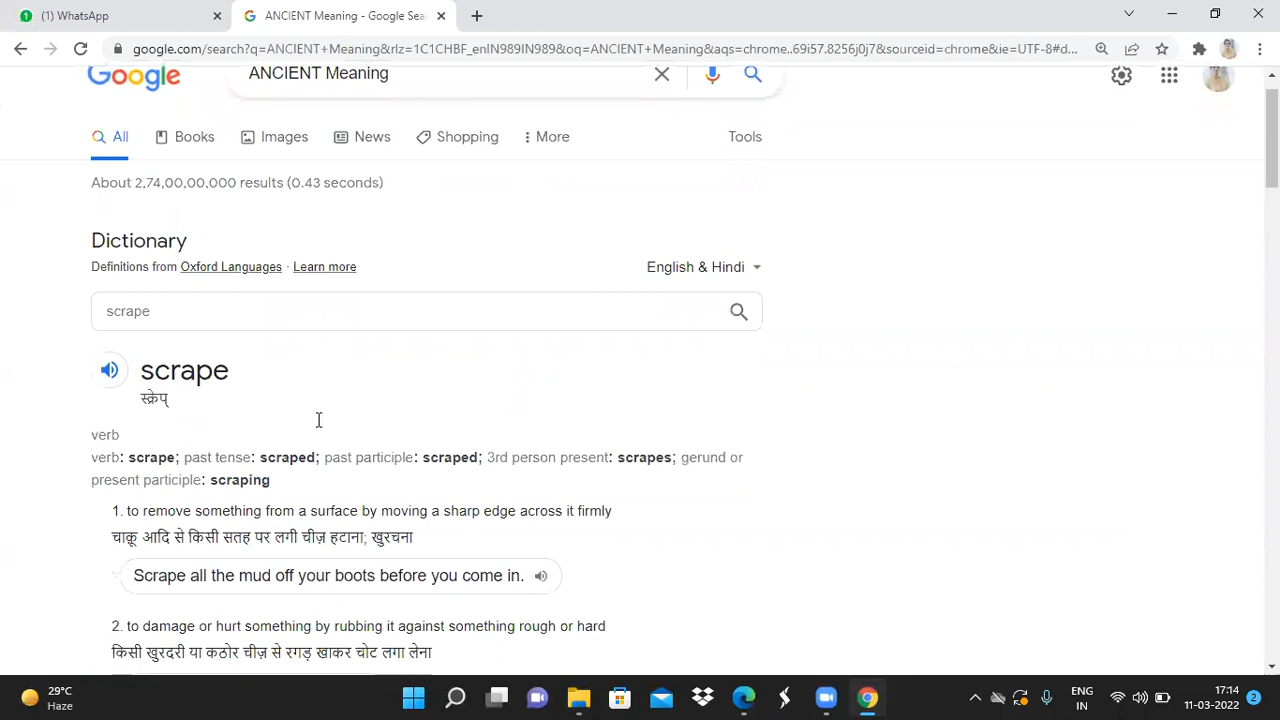 (1) WhatsApp
ANCIENT Meaning - Google Sea
google.com/search?q=ANCIENT+Meaning&rlz=1C1CHBF_enIN989IN989&oq=ANCIENT+Meaning&aqs=chrome..69i57.8256j0j7&sourceid=chrome&ie=UTF-8#d...
Google
ANCIENT Meaning
All Books Images News Shopping More Tools
About 2,74,00,00,000 results (0.43 seconds)
Dictionary
Definitions from Oxford Languages · Learn more
English & Hindi
scrape
scrape
स्क्रेप्
verb
verb: scrape; past tense: scraped; past participle: scraped; 3rd person present: scrapes; gerund or
present participle: scraping
1. to remove something from a surface by moving a sharp edge across it firmly
चाकू आदि से किसी सतह पर लगी चीज़ हटाना; खुरचना
Scrape all the mud off your boots before you come in.
2. to damage or hurt something by rubbing it against something rough or hard
किसी खुरदरी या कठोर चीज़ से रगड़ खाकर चोट लगा लेना
29°C
Haze
ENG
IN
17:14
11-03-2022
2